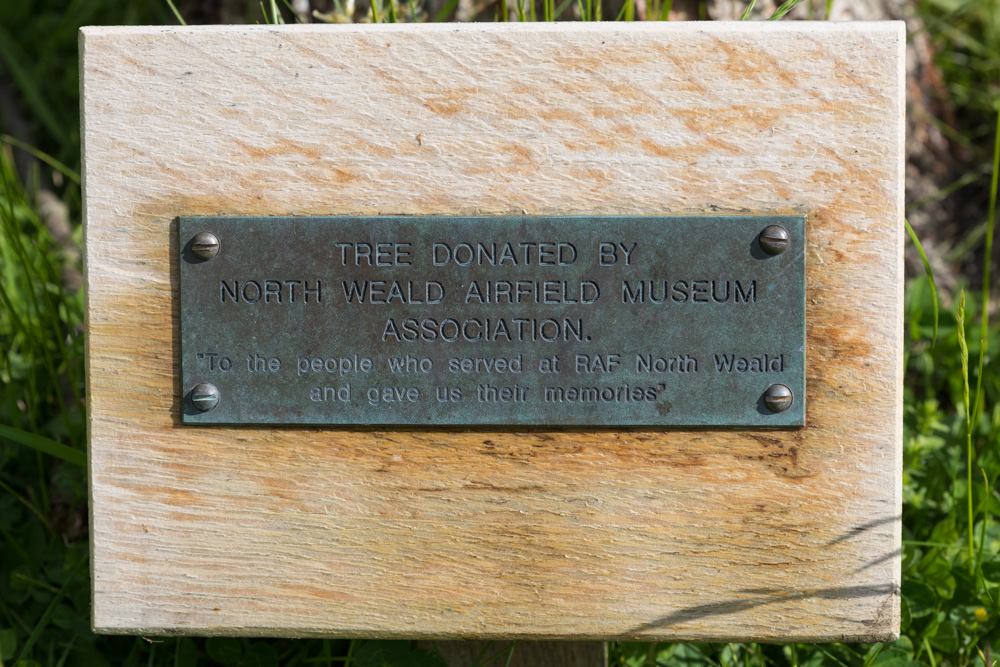 TREE DONATED BY
NORTH WEALD AIRFIELD MUSEUM
ASSOCIATION.
"To the people who served at RAF North Weald
and gave us their memories"